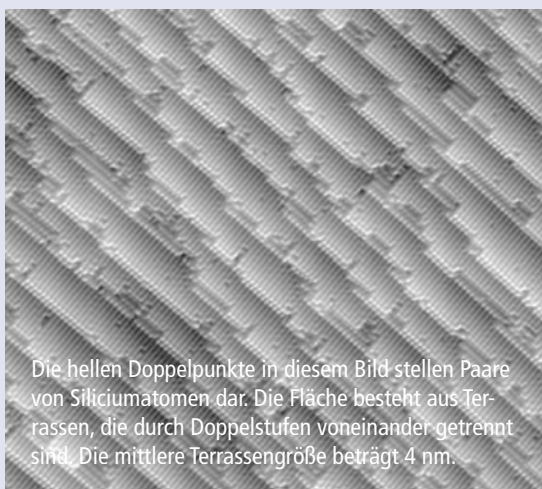 Die hellen Doppelpunkte in diesem Bild stellen Paare
von Siliciumatomen dar. Die Fläche besteht aus Ter-
rassen, die durch Doppelstufen voneinander getrennt
sind. Die mittlere Terrassengröße beträgt 4 nm.